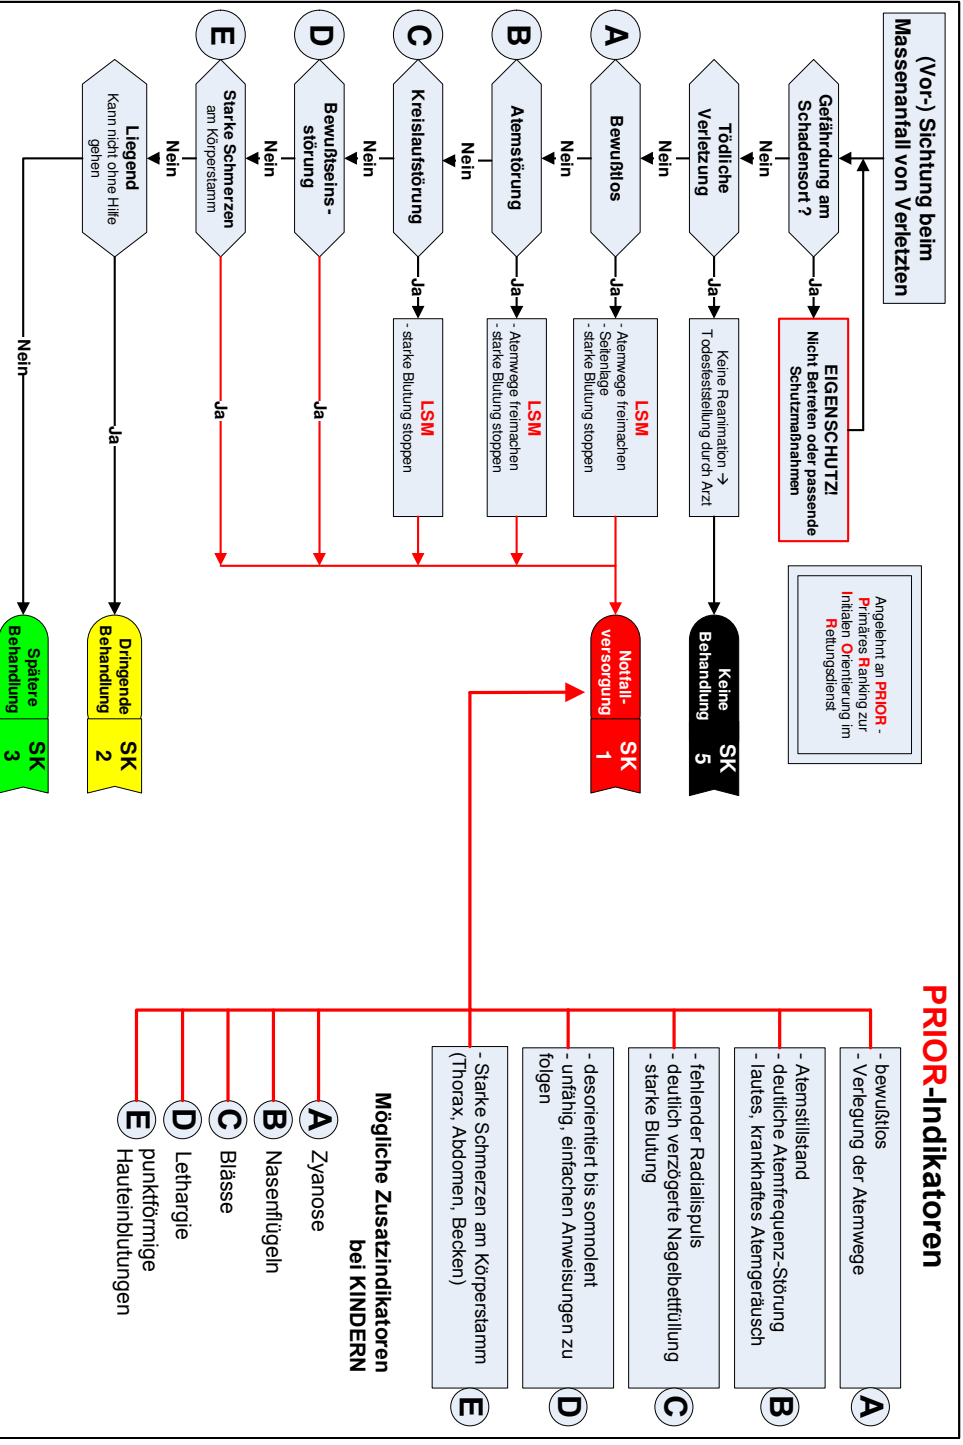 (Vor-) Sichtung beim
Massenanfall von Verletzten
Gefährdung am
Schadensort ?
Ja
EIGENSCHUTZ!
Nicht Betreten oder passende
Schutzmaßnahmen
Angelehnt an PRIOR -
Primäres Ranking zur
Initialen Orientierung im
Rettungsdienst
Nein
Tödliche
Verletzung
Ja
Keine Reanimation →
Todesfeststellung durch Arzt
Keine
Behandlung
SK
5
Nein
A
Bewußtlos
Ja
LSM
- Atemwege freimachen
- Seitenlage
- starke Blutung stoppen
Notfall-
versorgung
SK
1
Nein
B
Atemstörung
Ja
LSM
- Atemwege freimachen
- starke Blutung stoppen
Nein
C
Kreislaufstörung
Ja
LSM
- starke Blutung stoppen
Nein
D
Bewußtseins-
störung
Ja
Nein
E
Starke Schmerzen
am Körperstamm
Ja
Nein
Liegend
Kann nicht ohne Hilfe
gehen
Ja
Dringende
Behandlung
SK
2
Nein
Spätere
Behandlung
SK
3
PRIOR-Indikatoren
- bewußtlos
- Verlegung der Atemwege
A
- Atemstillstand
- deutliche Atemfrequenz-Störung
- lautes, krankhaftes Atemgeräusch
B
- fehlender Radialispuls
- deutlich verzögerte Nagelbettfüllung
- starke Blutung
C
- desorientiert bis somnolent
- unfähig, einfachen Anweisungen zu
folgen
D
- Starke Schmerzen am Körperstamm
(Thorax, Abdomen, Becken)
E
Mögliche Zusatzindikatoren
bei KINDERN
A Zyanose
B Nasenflügeln
C Blässe
D Lethargie
E punktförmige
Hauteinblutungen